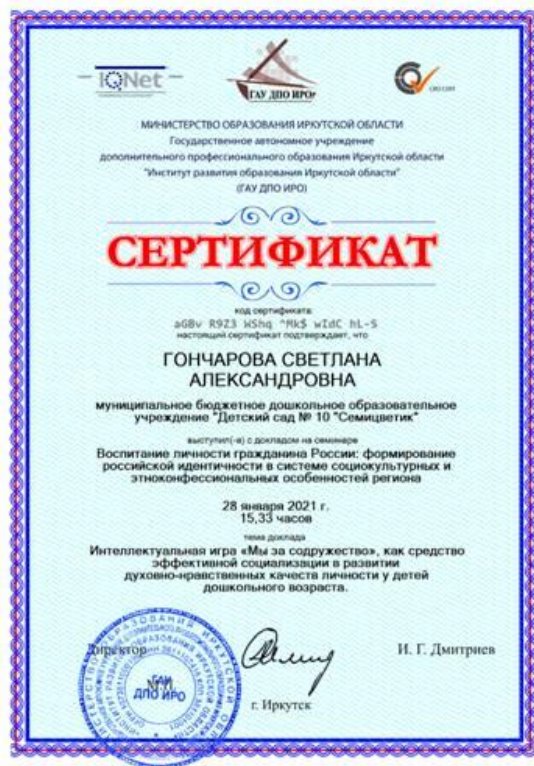 IQNet
ГАУ ДПО ИРО
МИНИСТЕРСТВО ОБРАЗОВАНИЯ ИРКУТСКОЙ ОБЛАСТИ
Государственное автономное учреждение
дополнительного профессионального образования Иркутской области
"Институт развития образования Иркутской области"
(ГАУ ДПО ИРО)
СЕРТИФИКАТ
код сертификата:
aGBv R9Z3 WShq ^Mk$ wIdC hL-S
настоящий сертификат подтверждает, что
ГОНЧАРОВА СВЕТЛАНА
АЛЕКСАНДРОВНА
муниципальное бюджетное дошкольное образовательное
учреждение "Детский сад № 10 "Семицветик"
выступил(-а) с докладом на семинаре
Воспитание личности гражданина России: формирование
российской идентичности в системе социокультурных и
этноконфессиональных особенностей региона
28 января 2021 г.
15,33 часов
тема доклада
Интеллектуальная игра «Мы за содружество», как средство
эффективной социализации в развитии
духовно-нравственных качеств личности у детей
дошкольного возраста.
Директор
И. Г. Дмитриев
М.П.
ГАУ
ДПО ИРО
г. Иркутск